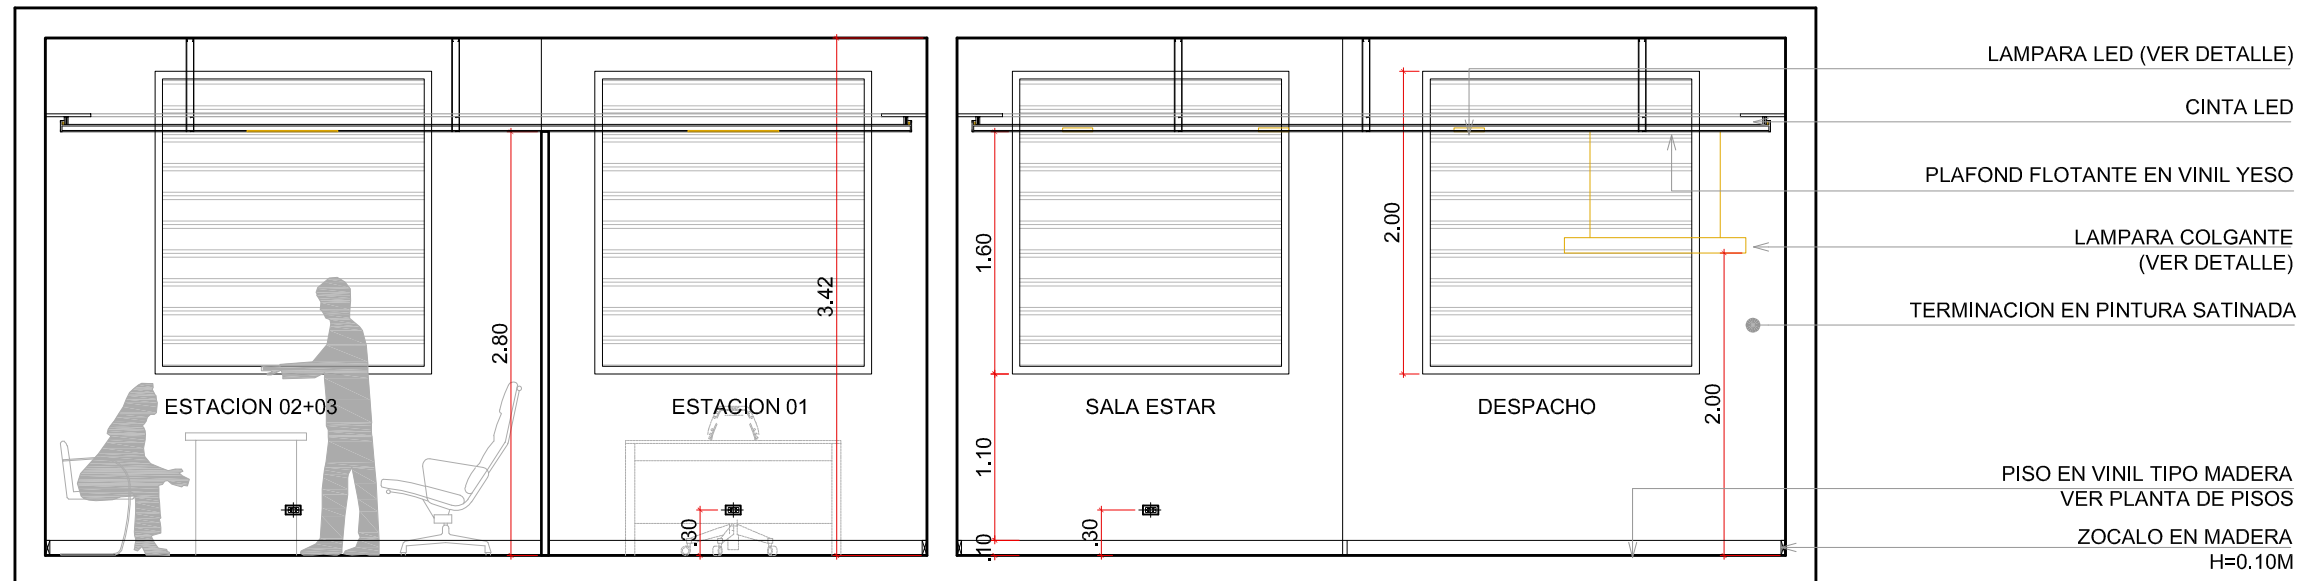 LAMPARA LED (VER DETALLE)
CINTA LED
PLAFOND FLOTANTE EN VINIL YESO
LAMPARA COLGANTE
(VER DETALLE)
TERMINACION EN PINTURA SATINADA
PISO EN VINIL TIPO MADERA
VER PLANTA DE PISOS
ZOCALO EN MADERA
H=0.10M
ESTACION 02+03
ESTACION 01
SALA ESTAR
DESPACHO
2.80
3.42
.30
1.60
1.10
.10
.30
2.00
2.00